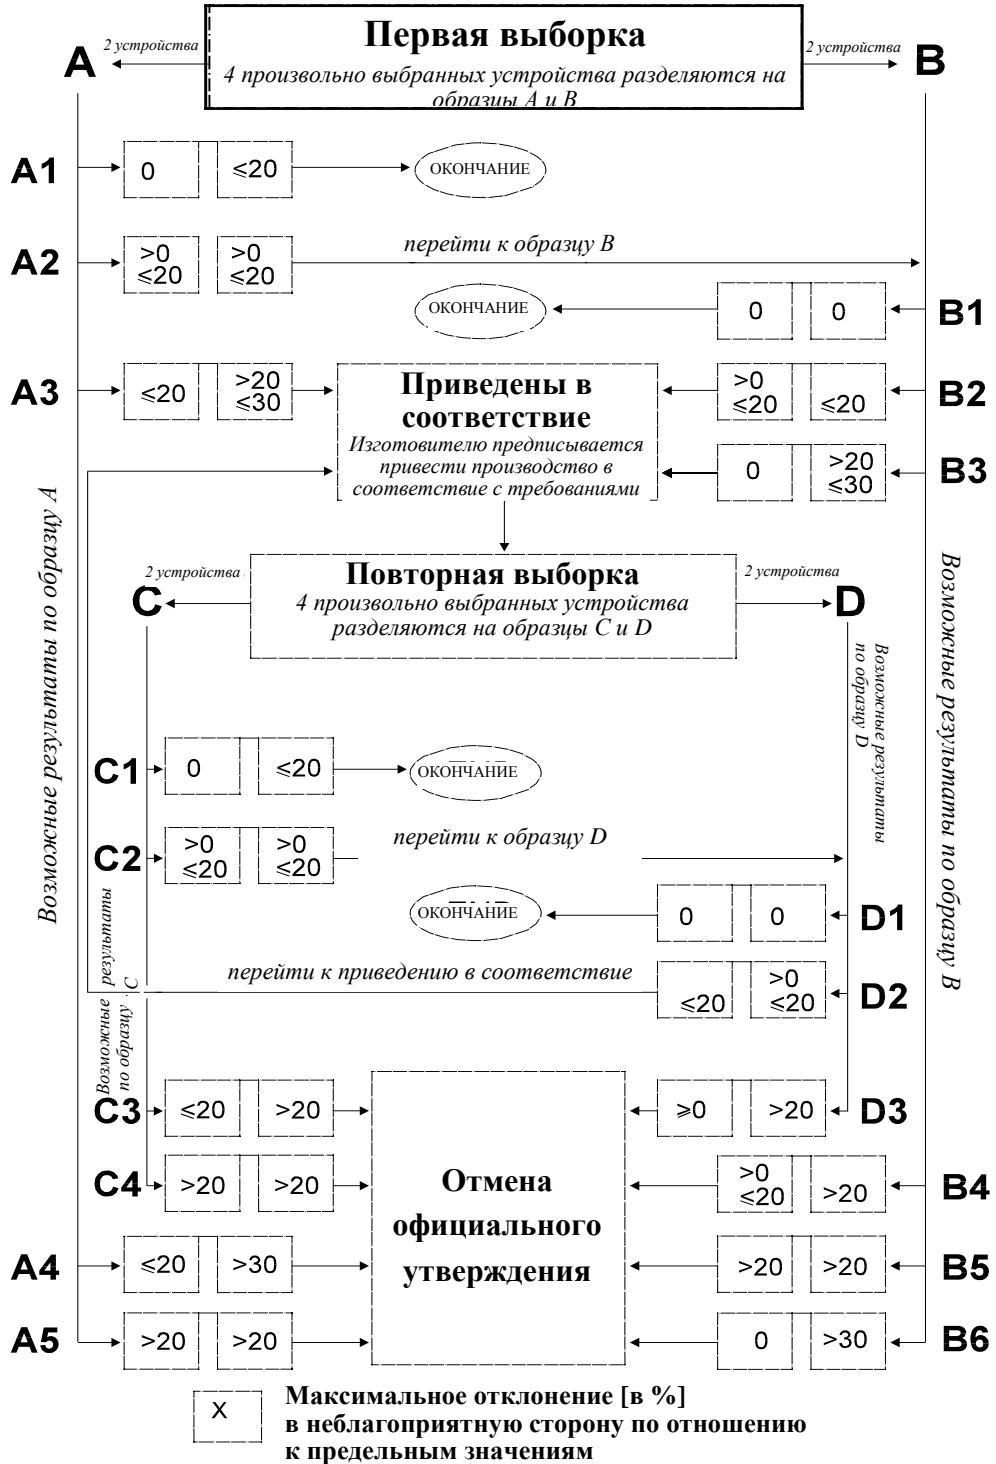 Первая выборка
4 произвольно выбранных устройства разделяются на
образцы A и B
A
2 устройства
2 устройства
B
A1
0
≤20
ОКОНЧАНИЕ
A2
>0
≤20
>0
≤20
перейти к образцу B
ОКОНЧАНИЕ
0
0
B1
A3
≤20
>20
≤30
Приведены в
соответствие
Изготовителю предписывается
привести производство в
соответствие с требованиями
>0
≤20
≤20
B2
0
>20
≤30
B3
Возможные результаты по образцу A
Возможные результаты по образцу B
2 устройства
Повторная выборка
4 произвольно выбранных устройства
разделяются на образцы C и D
2 устройства
C
D
Возможные результаты
по образцу D
C1
0
≤20
ОКОНЧАНИЕ
C2
>0
≤20
>0
≤20
перейти к образцу D
ОКОНЧАНИЕ
0
0
D1
перейти к приведению в соответствие
≤20
>0
≤20
D2
Возможные результаты
по образцу C
C3
≤20
>20
≥0
>20
D3
C4
>20
>20
Отмена
официального
утверждения
>0
≤20
>20
B4
A4
≤20
>30
>20
>20
B5
A5
>20
>20
0
>30
B6
X
Максимальное отклонение [в %]
в неблагоприятную сторону по отношению
к предельным значениям